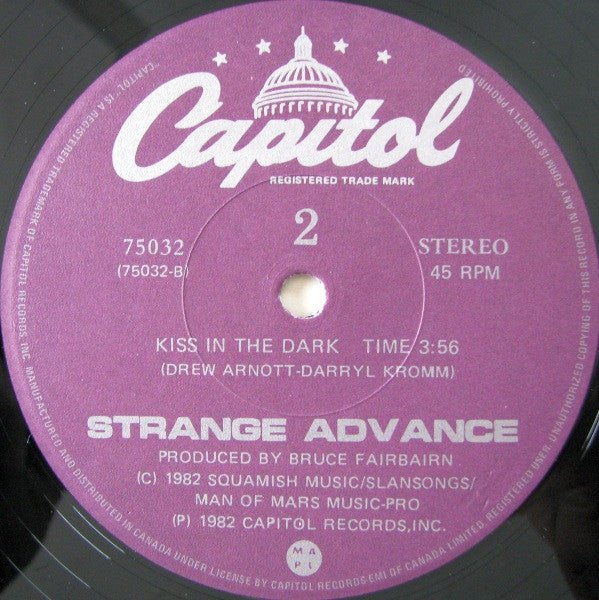 Capitol
REGISTERED TRADE MARK
2
75032
(75032-B)
STEREO
45 RPM
KISS IN THE DARK TIME 3:56
(DREW ARNOTT-DARRYL KROMM)
STRANGE ADVANCE
PRODUCED BY BRUCE FAIRBAIRN
(C) 1982 SQUAMISH MUSIC/SLANSONGS/
MAN OF MARS MUSIC-PRO
(P) 1982 CAPITOL RECORDS, INC.
M A
P L
"CAPITOL" IS A REGISTERED TRADEMARK OF CAPITOL RECORDS, INC. MANUFACTURED AND DISTRIBUTED IN CANADA UNDER LICENSE BY CAPITOL RECORDS-EMI OF CANADA LIMITED, REGISTERED USER. UNAUTHORIZED COPYING OF THIS RECORD IN ANY FORM IS STRICTLY PROHIBITED